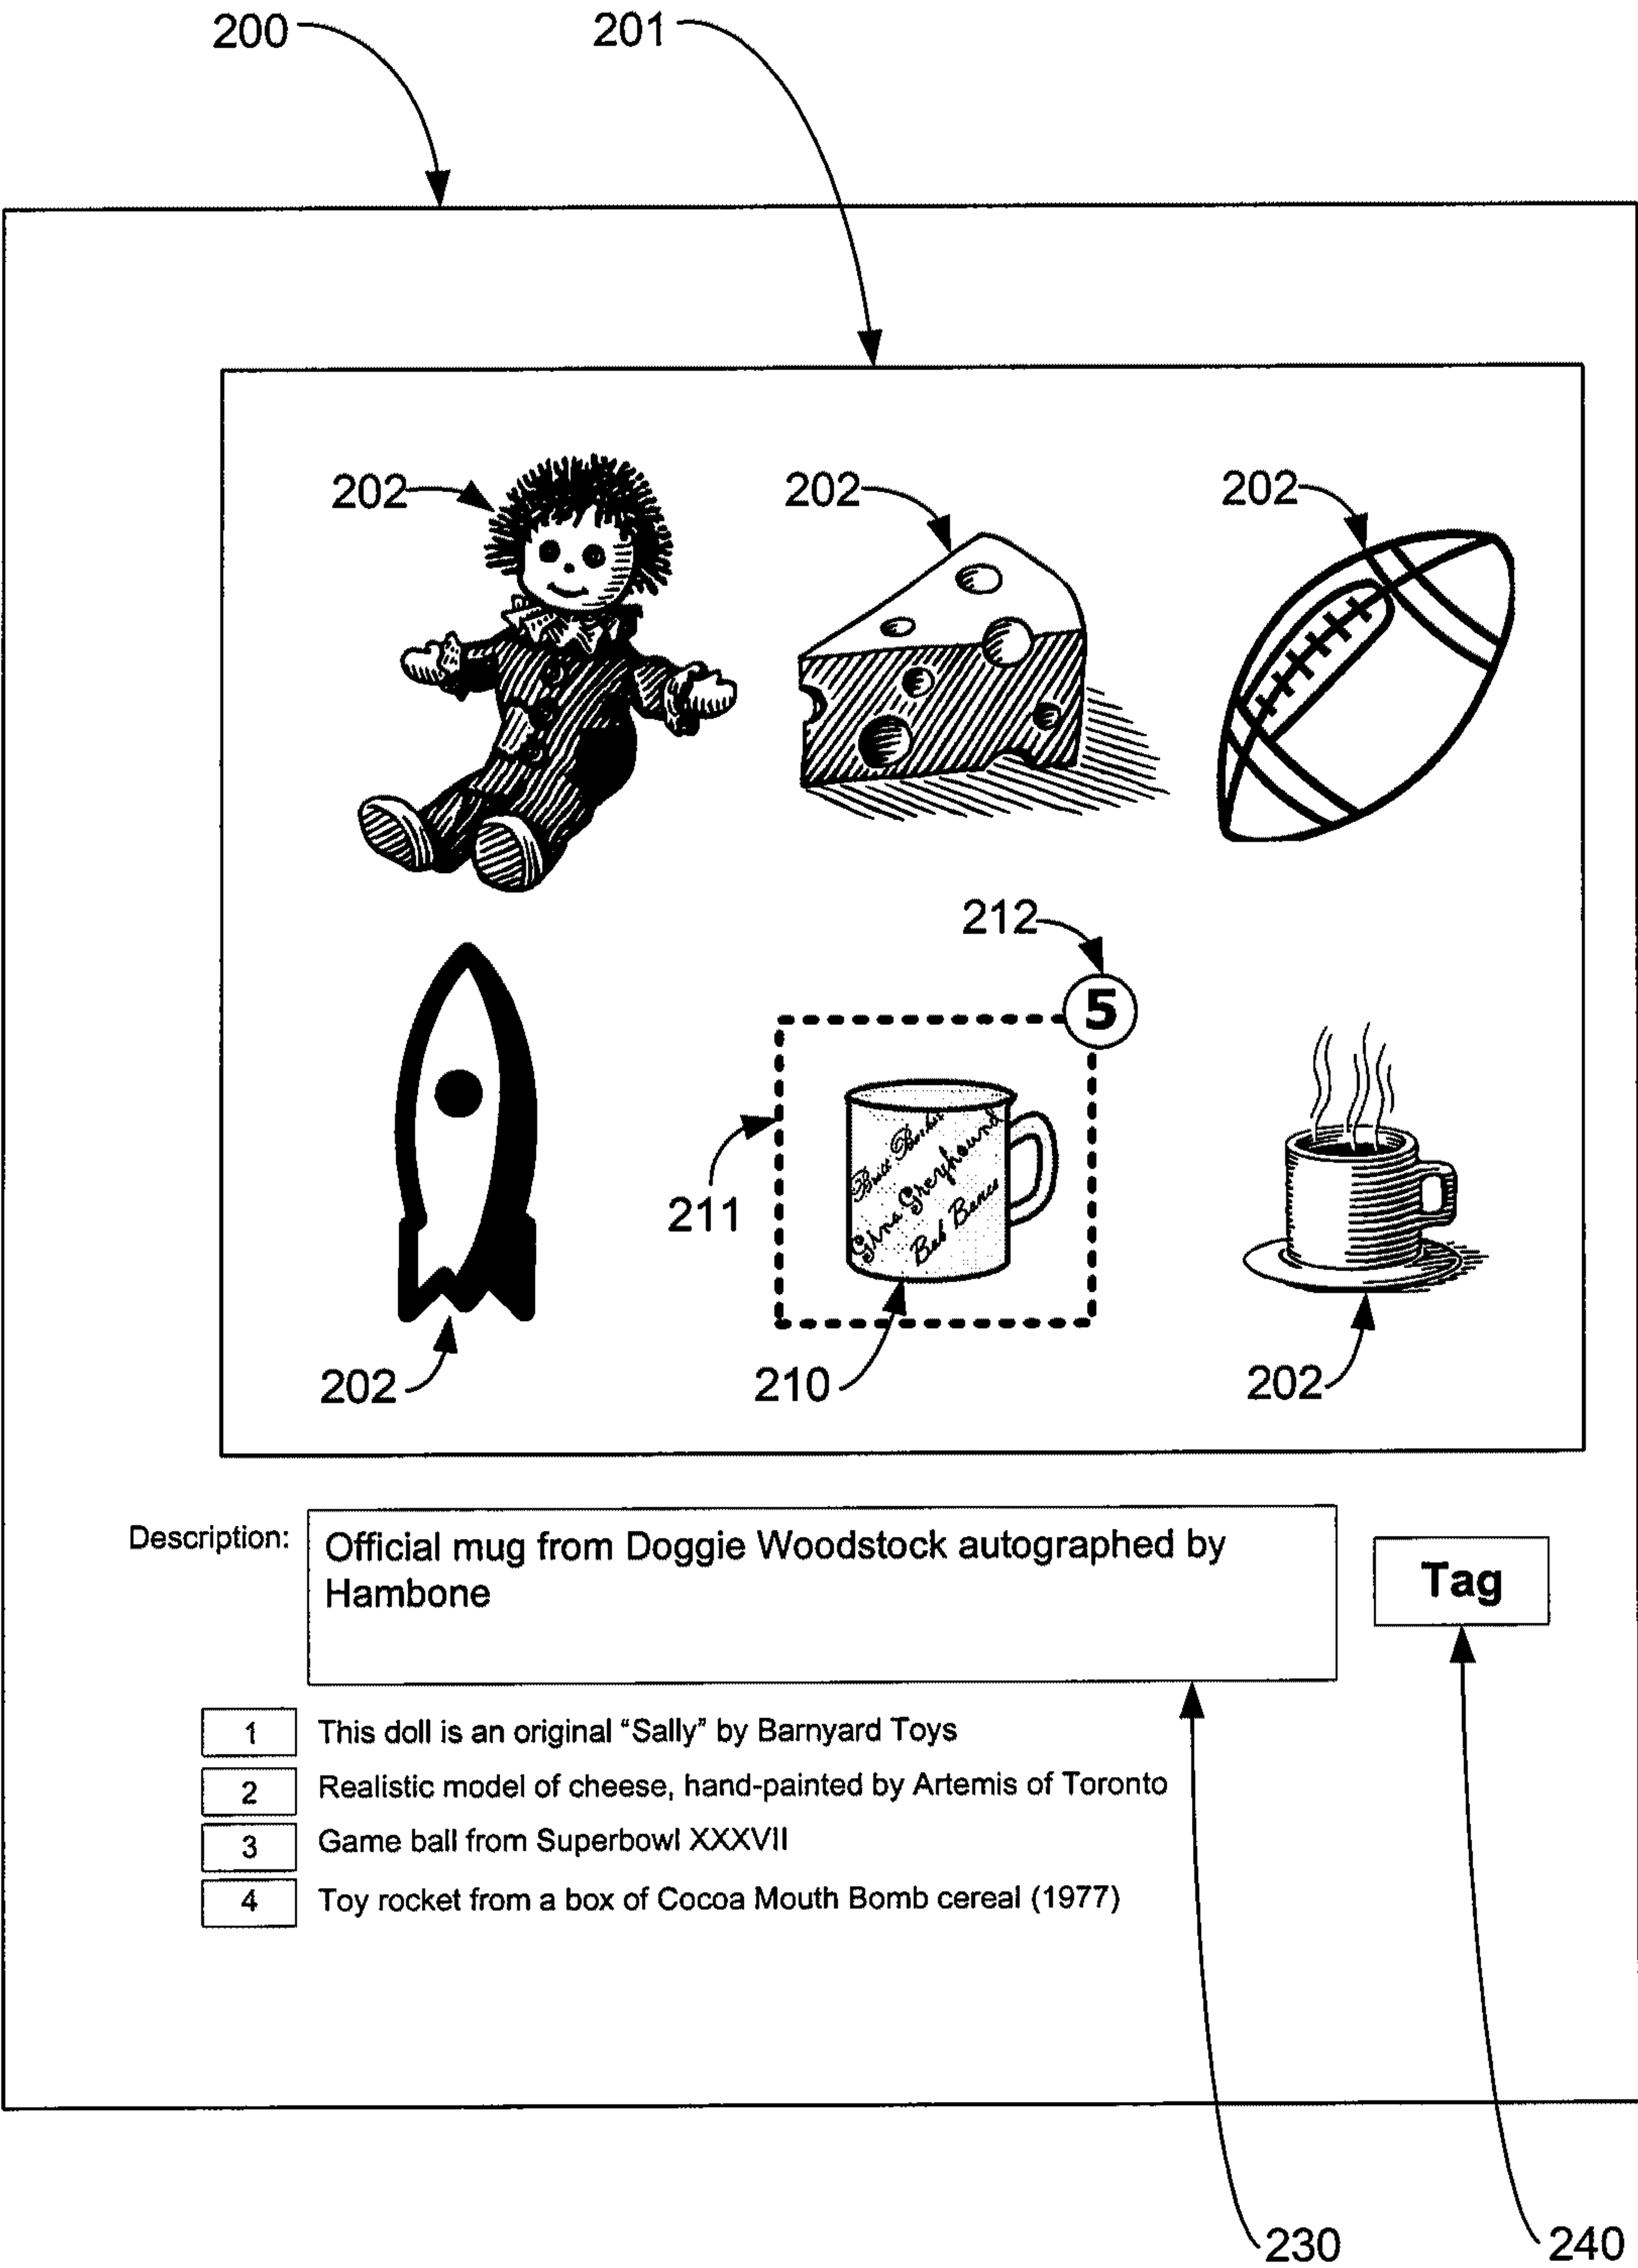 200
201
202
202
202
212
5
211
Gina Greyhound
210
202
202
Description:
Official mug from Doggie Woodstock autographed by
Hambone
Tag
1 This doll is an original “Sally” by Barnyard Toys
2 Realistic model of cheese, hand-painted by Artemis of Toronto
3 Game ball from Superbowl XXXVII
4 Toy rocket from a box of Cocoa Mouth Bomb cereal (1977)
230
240